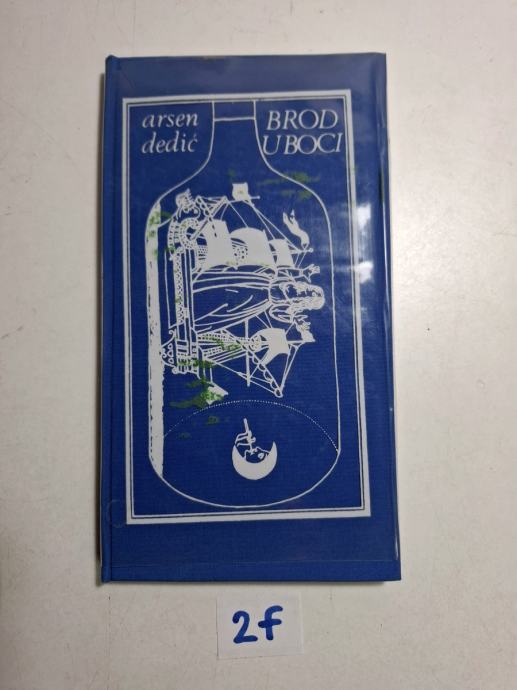 arsen
dedić
BROD
U BOCI
2f